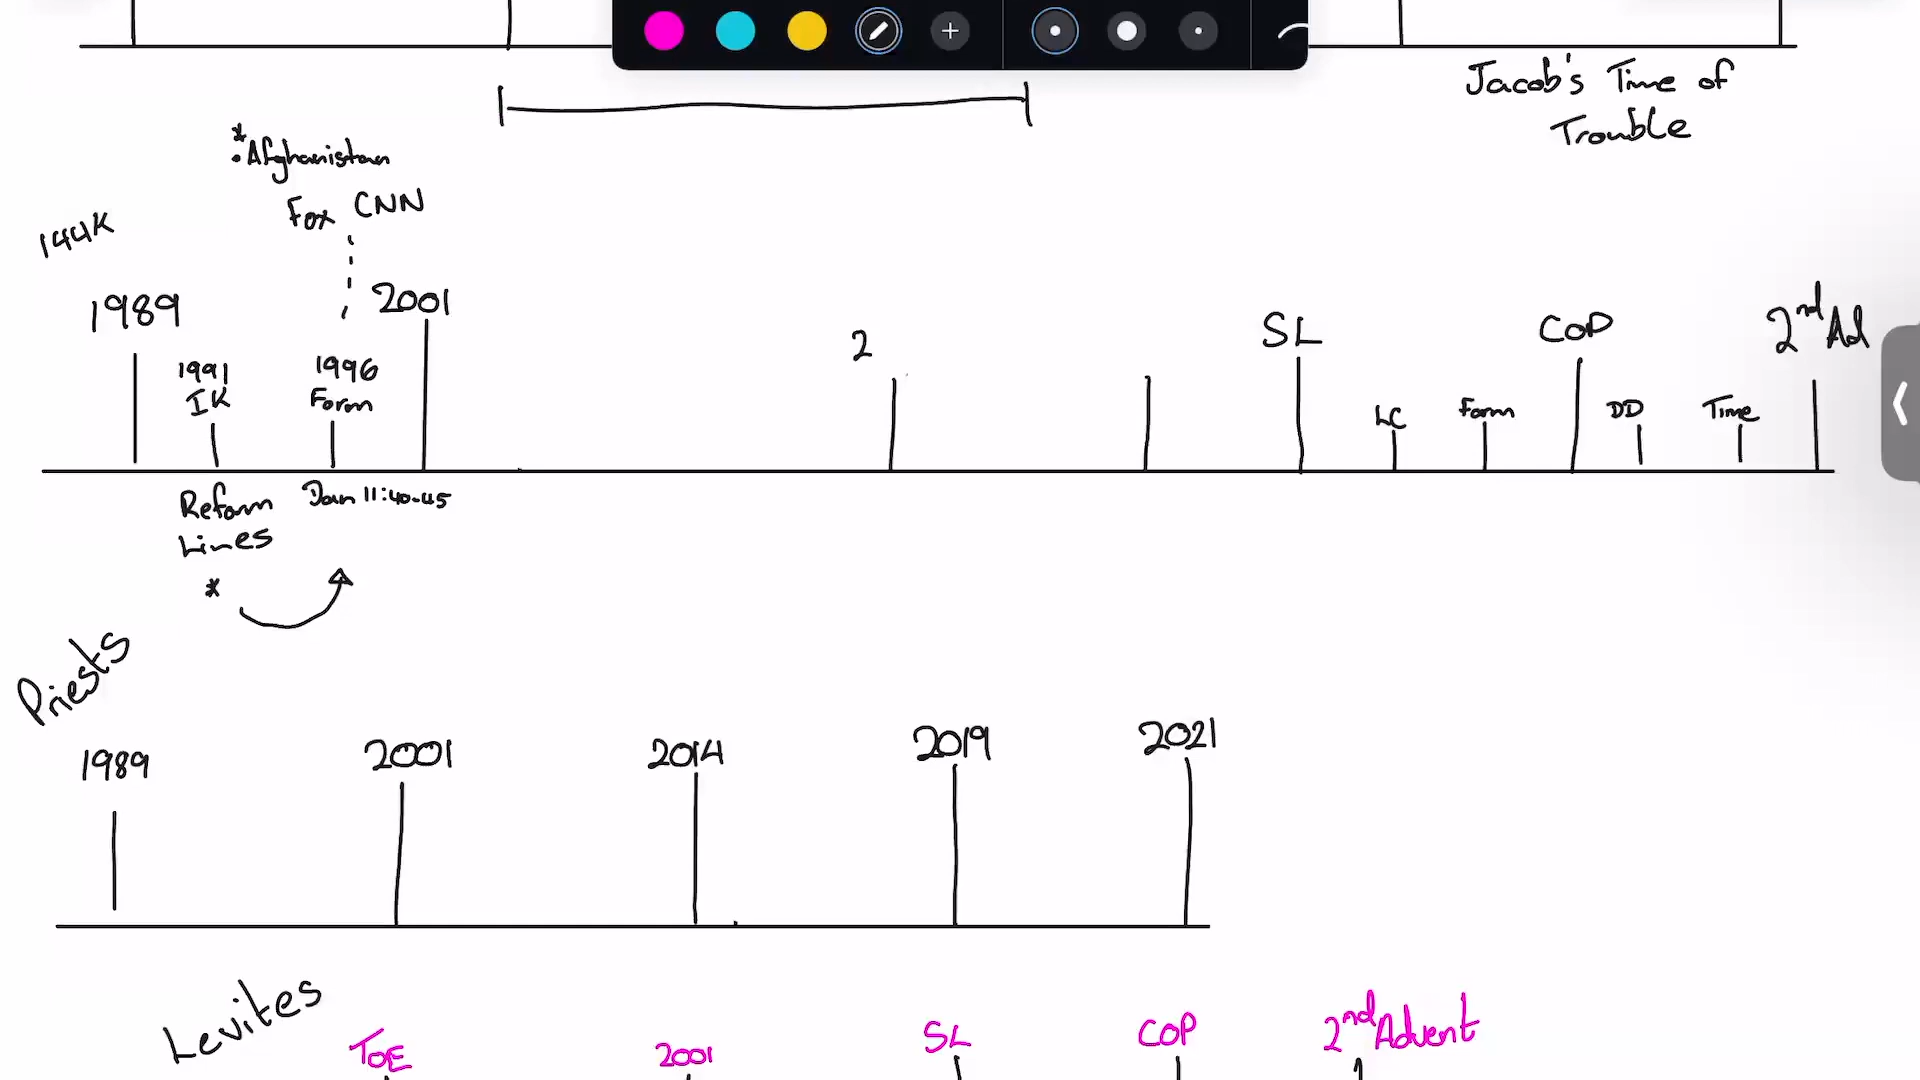 Jacob's Time of
Trouble
*
• Afghanistan
Fox CNN
144K
1989
2001
1991
IK
1996
Form
2
SL
COP
2nd Ad
LC
Form
DD
Time
Reform
Lines
*
Dan 11:40-45
Priests
1989
2001
2014
2019
2021
Levites
TOE
2001
SL
COP
2nd Advent